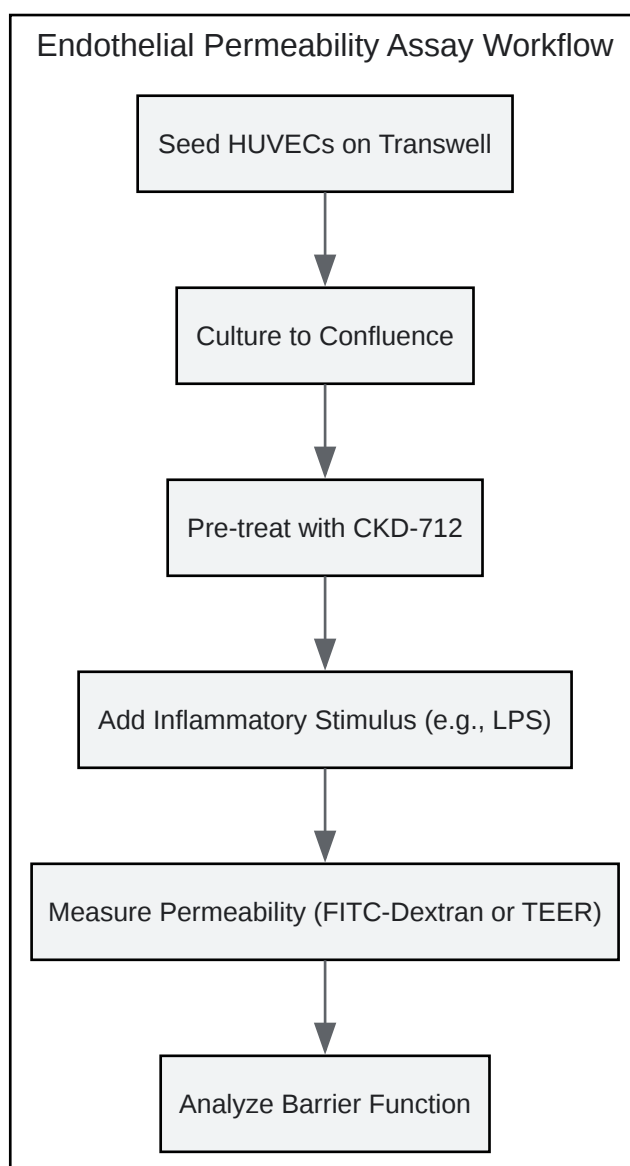 Endothelial Permeability Assay Workflow
Seed HUVECs on Transwell
Culture to Confluence
Pre-treat with CKD-712
Add Inflammatory Stimulus (e.g., LPS)
Measure Permeability (FITC-Dextran or TEER)
Analyze Barrier Function